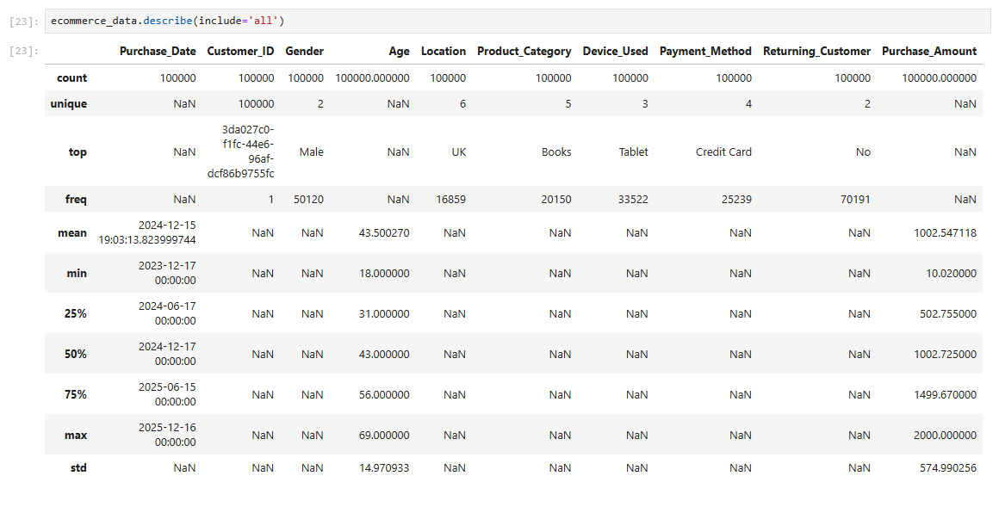 [23]: ecommerce_data.describe(include='all')
[23]: Purchase_Date Customer_ID Gender Age Location Product_Category Device_Used Payment_Method Returning_Customer Purchase_Amount
count 100000 100000 100000 100000.000000 100000 100000 100000 100000 100000 100000.000000
unique NaN 100000 2 NaN 6 5 3 4 2 NaN
3da027c0-
f1fc-44e6-
top NaN Male NaN UK Books Tablet Credit Card No NaN
96af-
dcf86b9755fc
freq NaN 1 50120 NaN 16859 20150 33522 25239 70191 NaN
mean 2024-12-15 NaN NaN 43.500270 NaN NaN NaN NaN NaN 1002.547118
19:03:13.823999744
min 2023-12-17 NaN NaN 18.000000 NaN NaN NaN NaN NaN 10.020000
00:00:00
25% 2024-06-17 NaN NaN 31.000000 NaN NaN NaN NaN NaN 502.755000
00:00:00
50% 2024-12-17 NaN NaN 43.000000 NaN NaN NaN NaN NaN 1002.725000
00:00:00
75% 2025-06-15 NaN NaN 56.000000 NaN NaN NaN NaN NaN 1499.670000
00:00:00
max 2025-12-16 NaN NaN 69.000000 NaN NaN NaN NaN NaN 2000.000000
00:00:00
std NaN NaN NaN 14.970933 NaN NaN NaN NaN NaN 574.990256